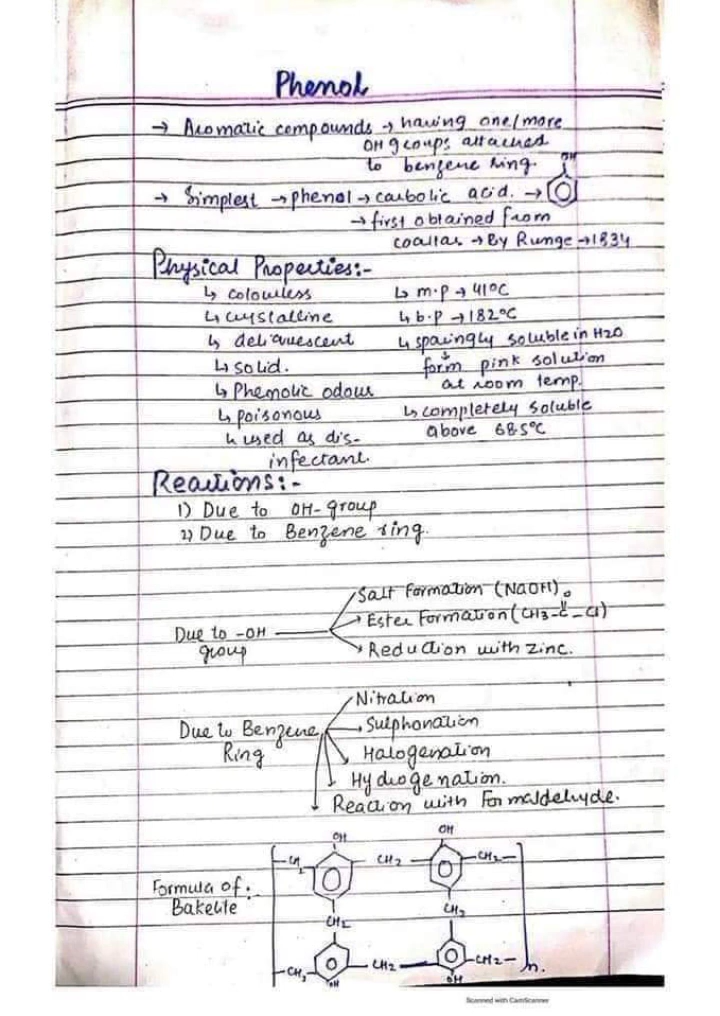 Phenol
→ Aromatic compounds → having one/more
OH groups attached
to benzene ring.
OH
→ Simplest → phenol → carbolic acid. →
→ first obtained from
coaltar → By Runge → 1834
Physical Properties:-
↳ colourless
↳ crystalline
↳ deliquescent
↳ solid.
↳ Phenolic odour
↳ poisonous
↳ used as dis-
infectant.
↳ m.p → 41°C
↳ b.p → 182°C
↳ sparingly soluble in H2O
form pink solution
at room temp.
↳ completely soluble
above 68.5°C
Reactions:-
1) Due to OH-group
2) Due to Benzene ring.
Due to -OH
group
Salt Formation (NaOH)
Ester Formation (CH3-C-Cl)
O
Reduction with zinc.
Due to Benzene
Ring
Nitration
Sulphonation
Halogenation
Hydrogenation.
Reaction with Formaldehyde.
Formula of:
Bakelite
OH OH
-CH2 CH2 -CH2-
CH2 CH2
-CH2 -CH2 -CH2-
OH OH n.
Scanned with CamScanner